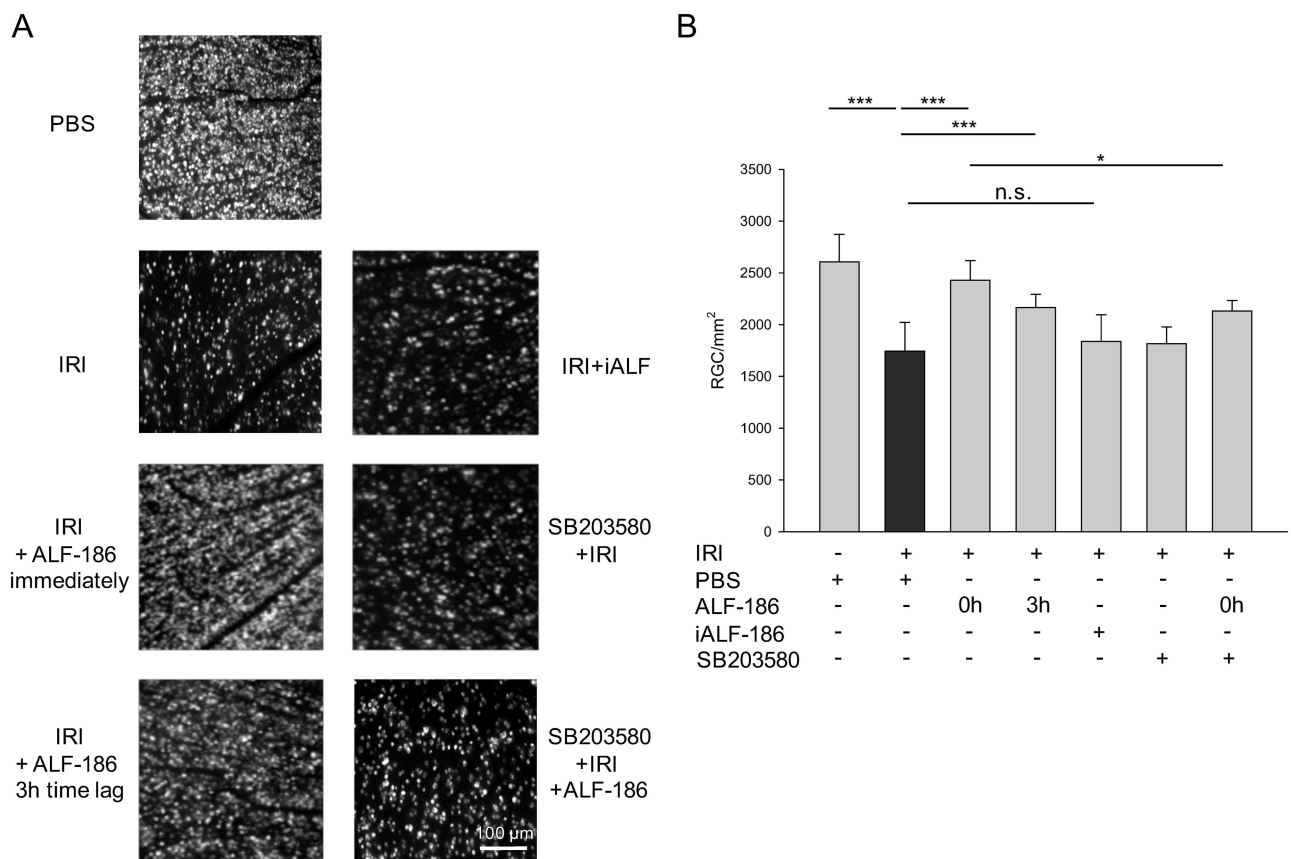 A
PBS
IRI
IRI+iALF
IRI
+ ALF-186
immediately
SB203580
+IRI
IRI
+ ALF-186
3h time lag
SB203580
+IRI
+ALF-186
100 µm
B
*** ***
***
*
n.s.
3500
3000
2500
2000
1500
1000
500
0
RGC/mm²
IRI - + + + + + +
PBS + + - - - - -
ALF-186 - - 0h 3h - - 0h
iALF-186 - - - - + - -
SB203580 - - - - - + +